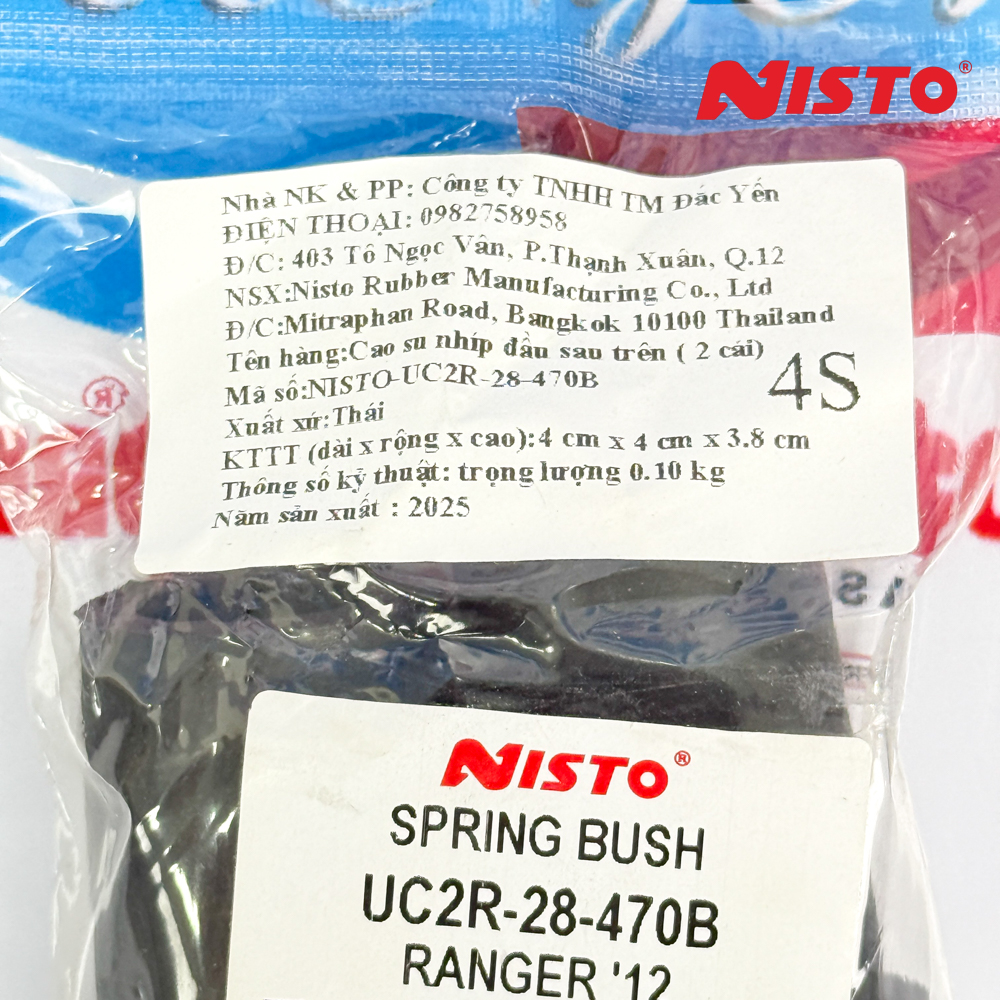 NISTO®
Nhà NK & PP: Công ty TNHH TM Đắc Yến
ĐIỆN THOẠI: 0982758958
Đ/C: 403 Tô Ngọc Vân, P.Thạnh Xuân, Q.12
NSX:Nisto Rubber Manufacturing Co., Ltd
Đ/C:Mitraphan Road, Bangkok 10100 Thailand
Tên hàng:Cao su nhíp đầu sau trên ( 2 cái)
Mã số:NISTO-UC2R-28-470B
4S
Xuất xứ:Thái
KTTT (dài x rộng x cao):4 cm x 4 cm x 3.8 cm
Thông số kỷ thuật: trọng lượng 0.10 kg
Năm sản xuất : 2025
NISTO®
SPRING BUSH
UC2R-28-470B
RANGER '12